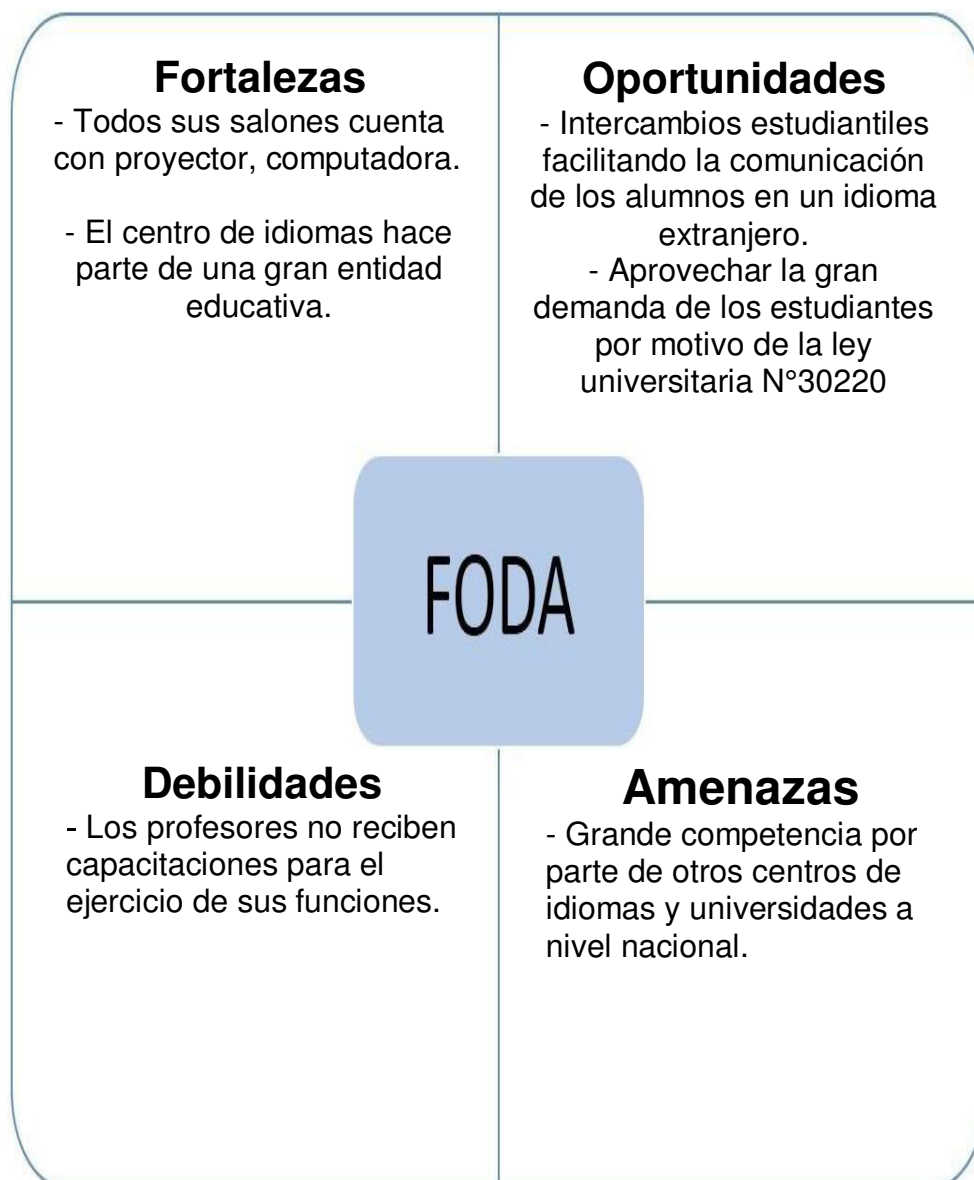 Fortalezas
- Todos sus salones cuenta
con proyector, computadora.
- El centro de idiomas hace
parte de una gran entidad
educativa.
Oportunidades
- Intercambios estudiantiles
facilitando la comunicación
de los alumnos en un idioma
extranjero.
- Aprovechar la gran
demanda de los estudiantes
por motivo de la ley
universitaria N°30220
FODA
Debilidades
- Los profesores no reciben
capacitaciones para el
ejercicio de sus funciones.
Amenazas
- Grande competencia por
parte de otros centros de
idiomas y universidades a
nivel nacional.